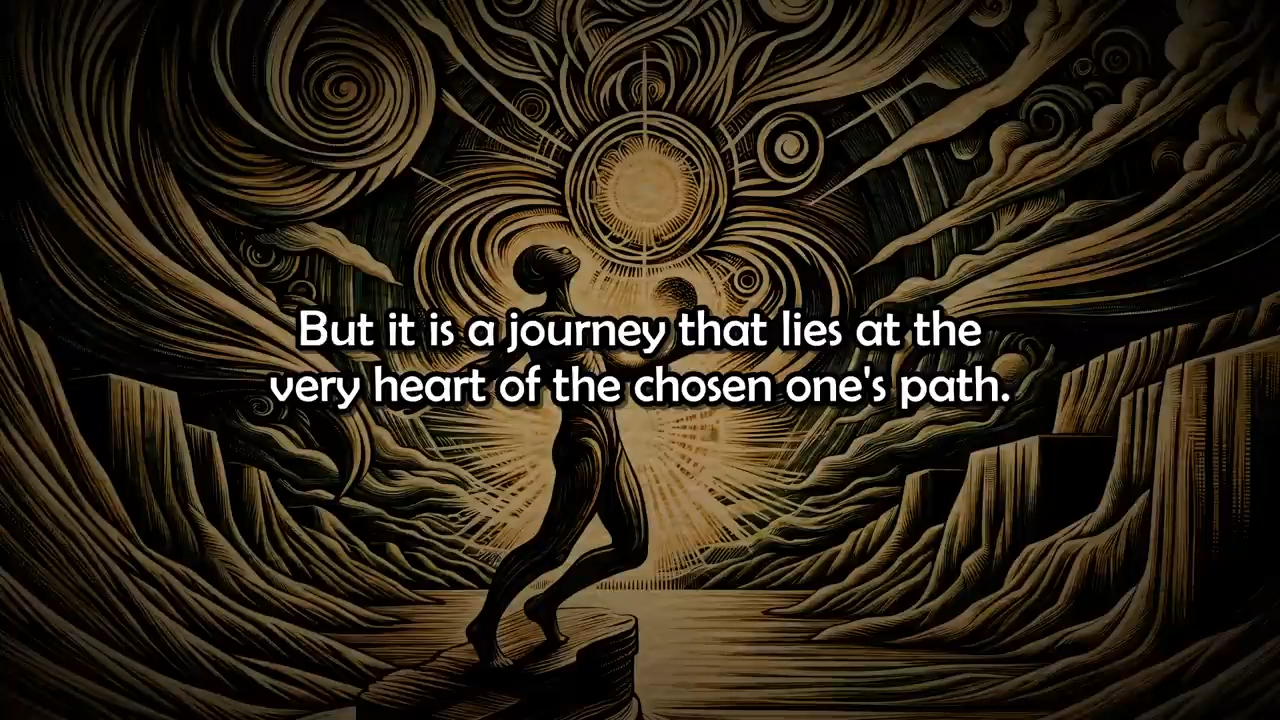 But it is a journey that lies at the
very heart of the chosen one's path.